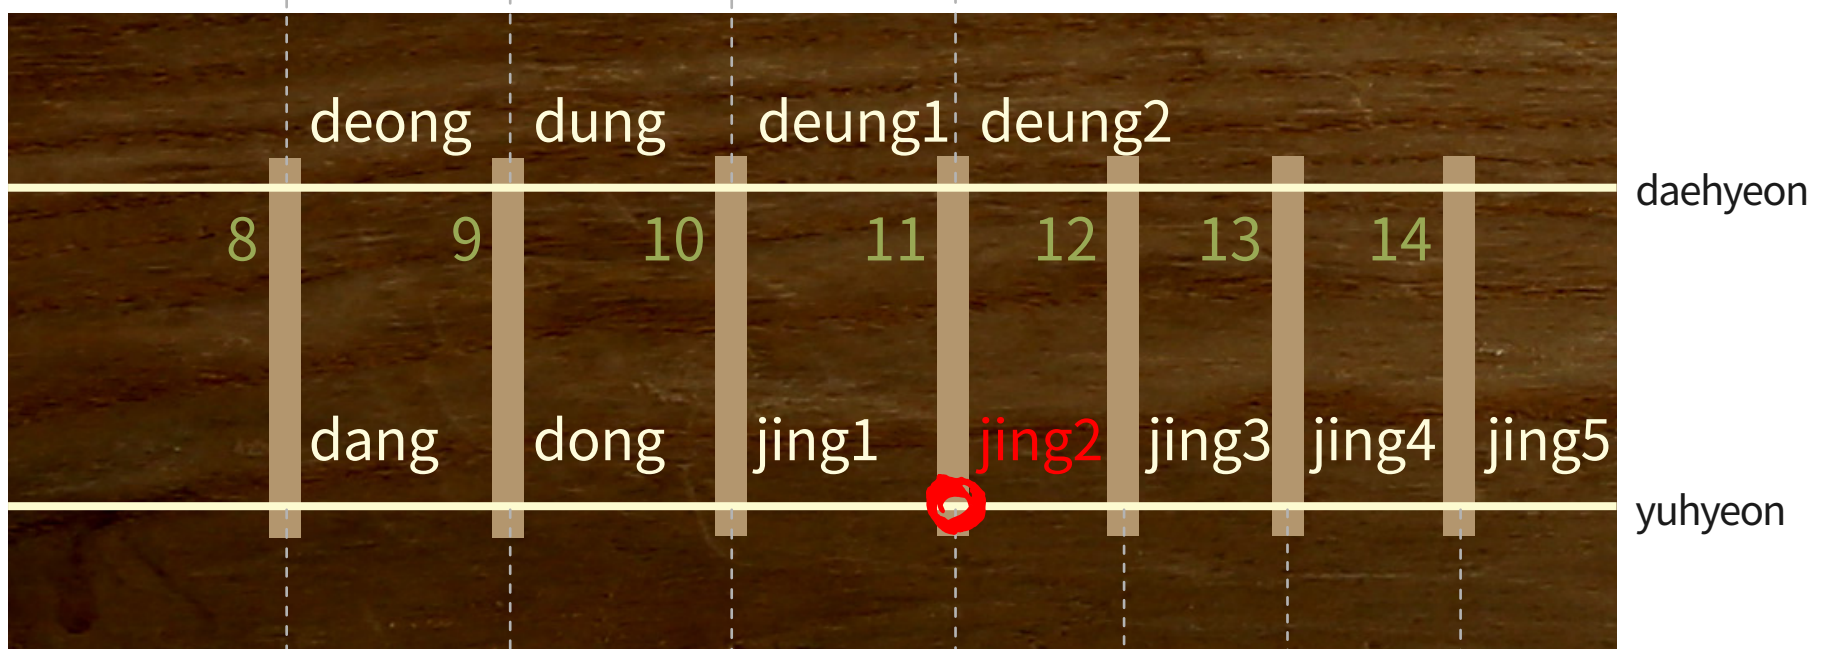 deong dung deung1 deung2
daehyeon
8 9 10 11 12 13 14
dang dong jing1 jing2 jing3 jing4 jing5
yuhyeon